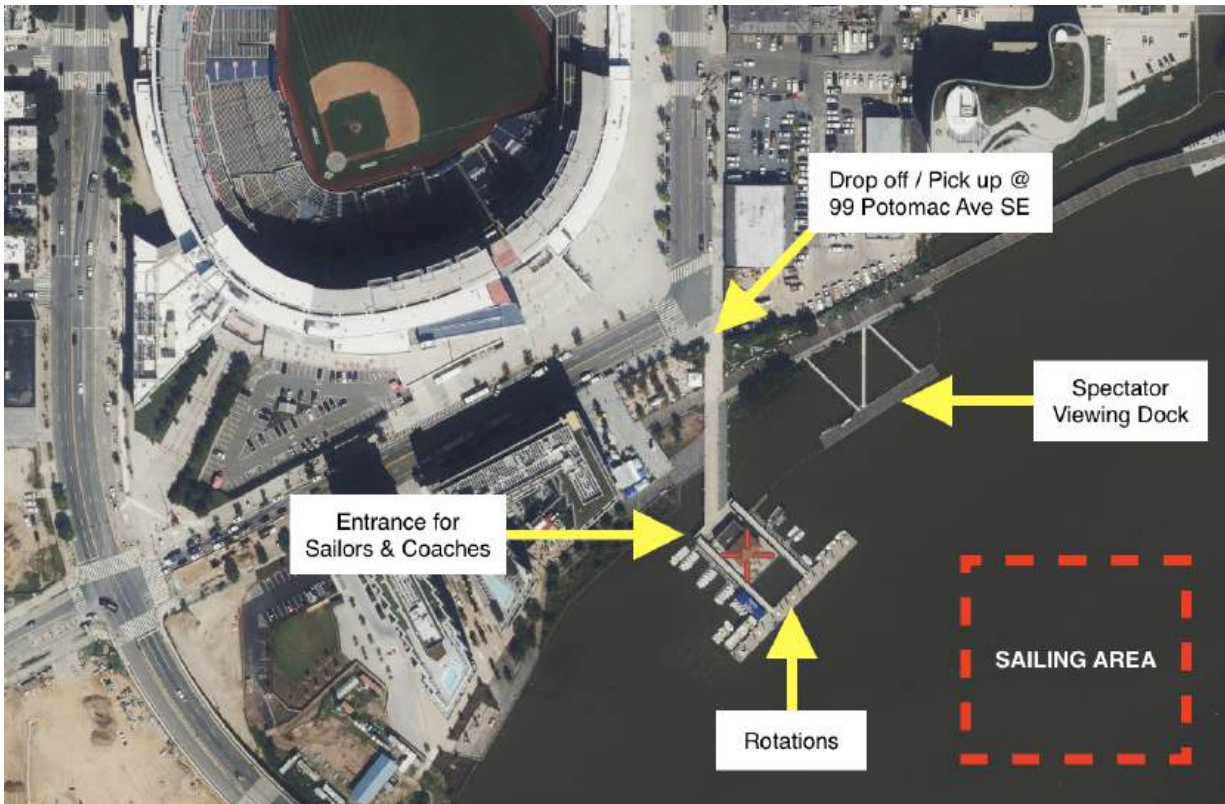 Drop off / Pick up @
99 Potomac Ave SE
Spectator
Viewing Dock
Entrance for
Sailors & Coaches
SAILING AREA
Rotations